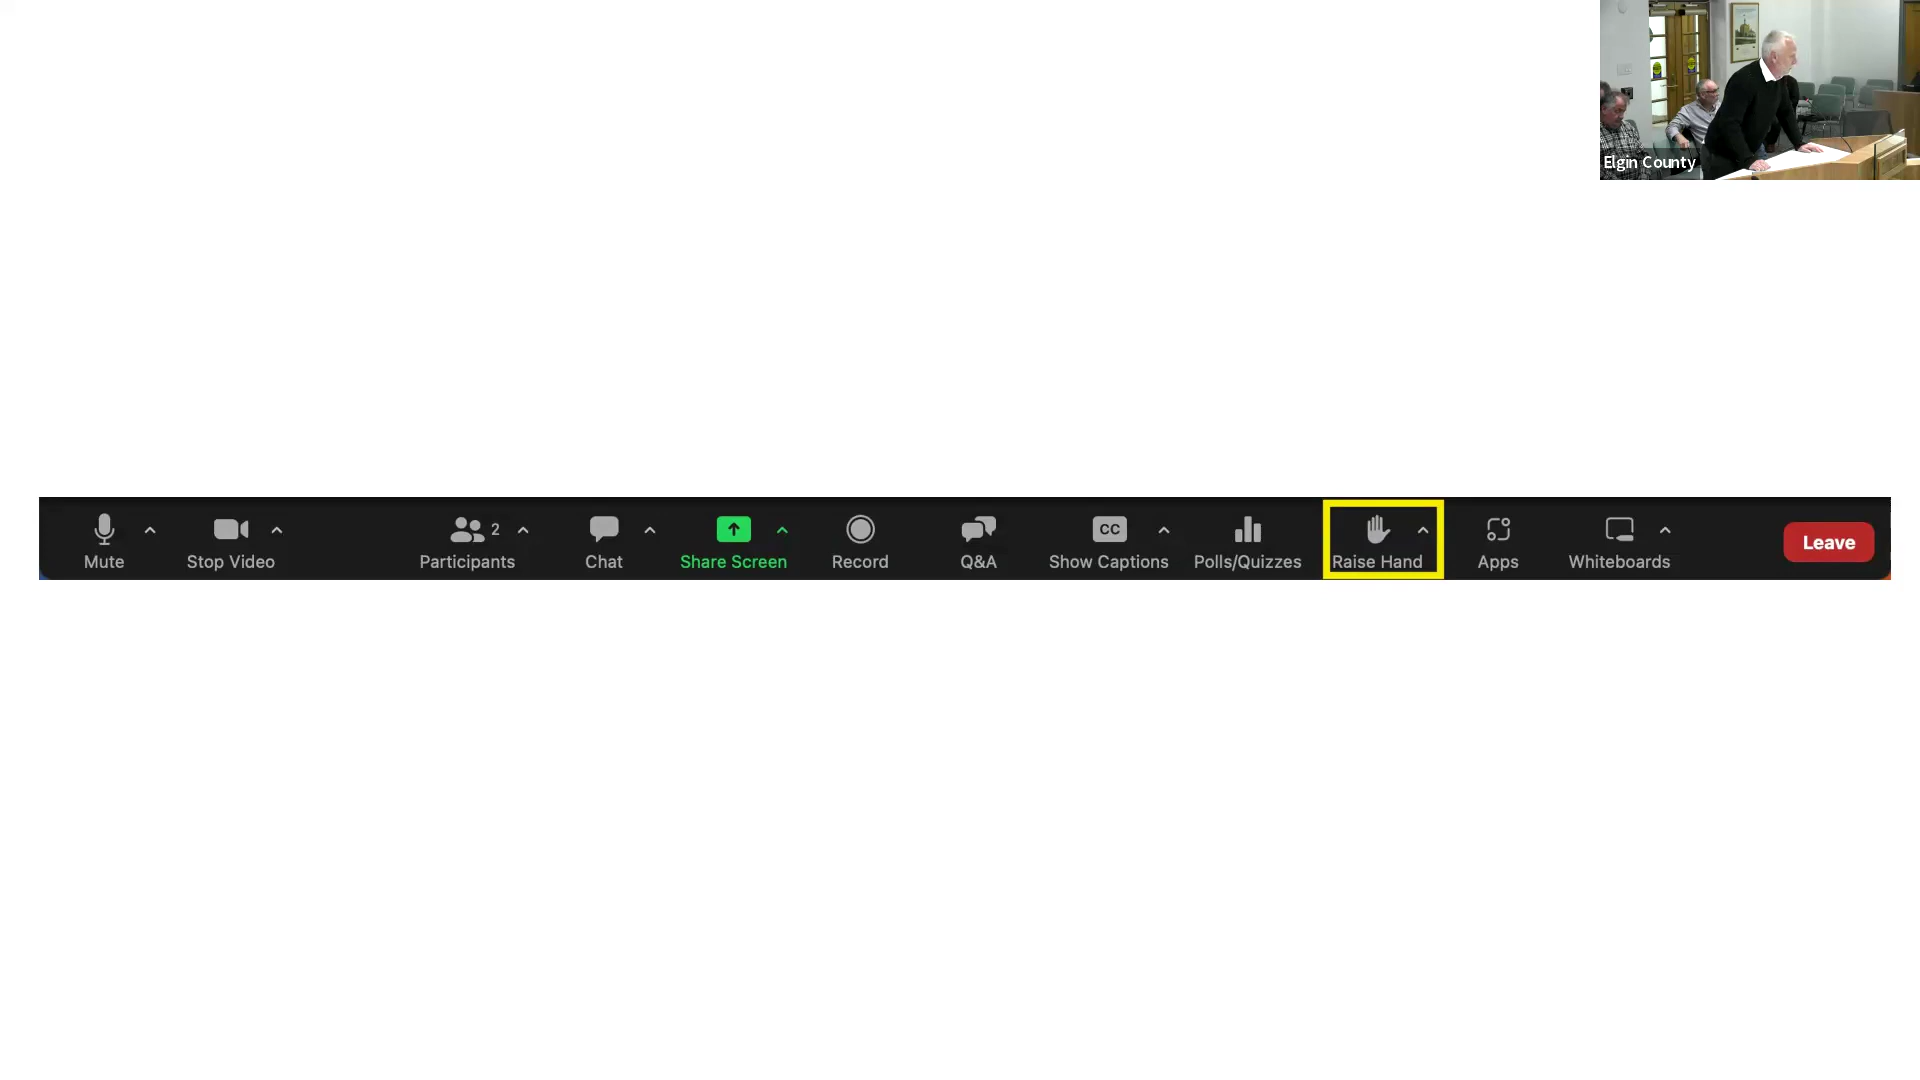 Elgin County
2
CC
Mute
Stop Video
Participants
Chat
Share Screen
Record
Q&A
Show Captions
Polls/Quizzes
Raise Hand
Apps
Whiteboards
Leave